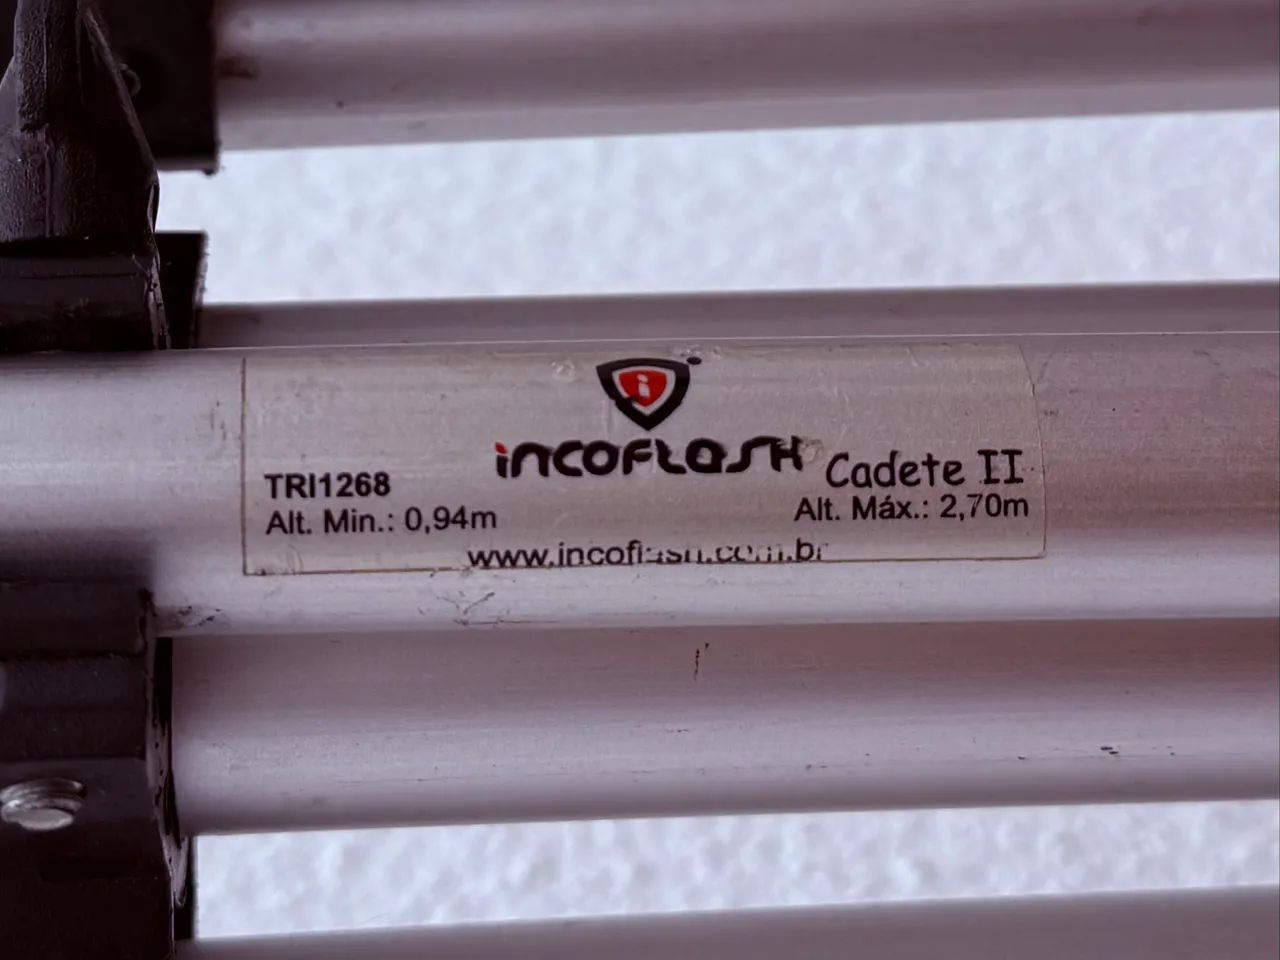 i
incoflash
Cadete II
TRI1268
Alt. Min.: 0,94m
Alt. Máx.: 2,70m
www.incoflash.com.br